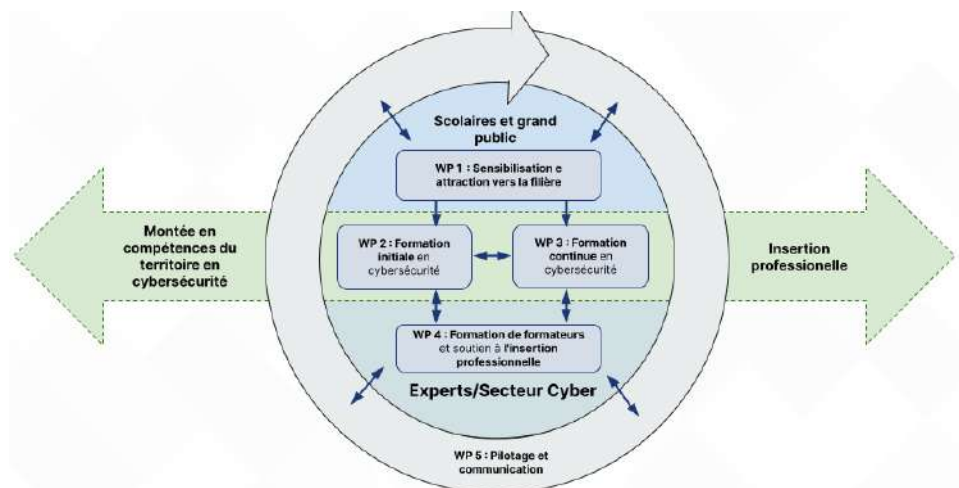 Scolaires et grand
public
WP 1 : Sensibilisation e
attraction vers la filière
Montée en
compétences du
territoire en
cybersécurité
WP 2 : Formation
initiale en
cybersécurité
WP 3 : Formation
continue en
cybersécurité
Insertion
professionelle
WP 4 : Formation de formateurs
et soutien à l'insertion
professionnelle
Experts/Secteur Cyber
WP 5 : Pilotage et
communication